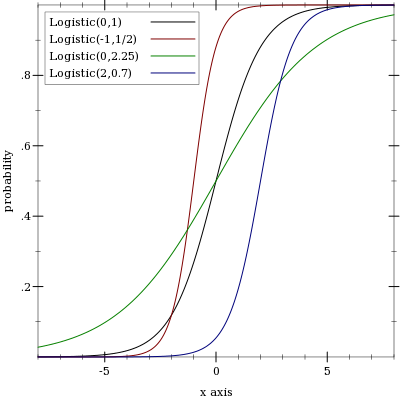 Logistic(0,1)
Logistic(-1,1/2)
Logistic(0,2.25)
Logistic(2,0.7)
.8
.6
.4
.2
probability
-5
0
5
x axis